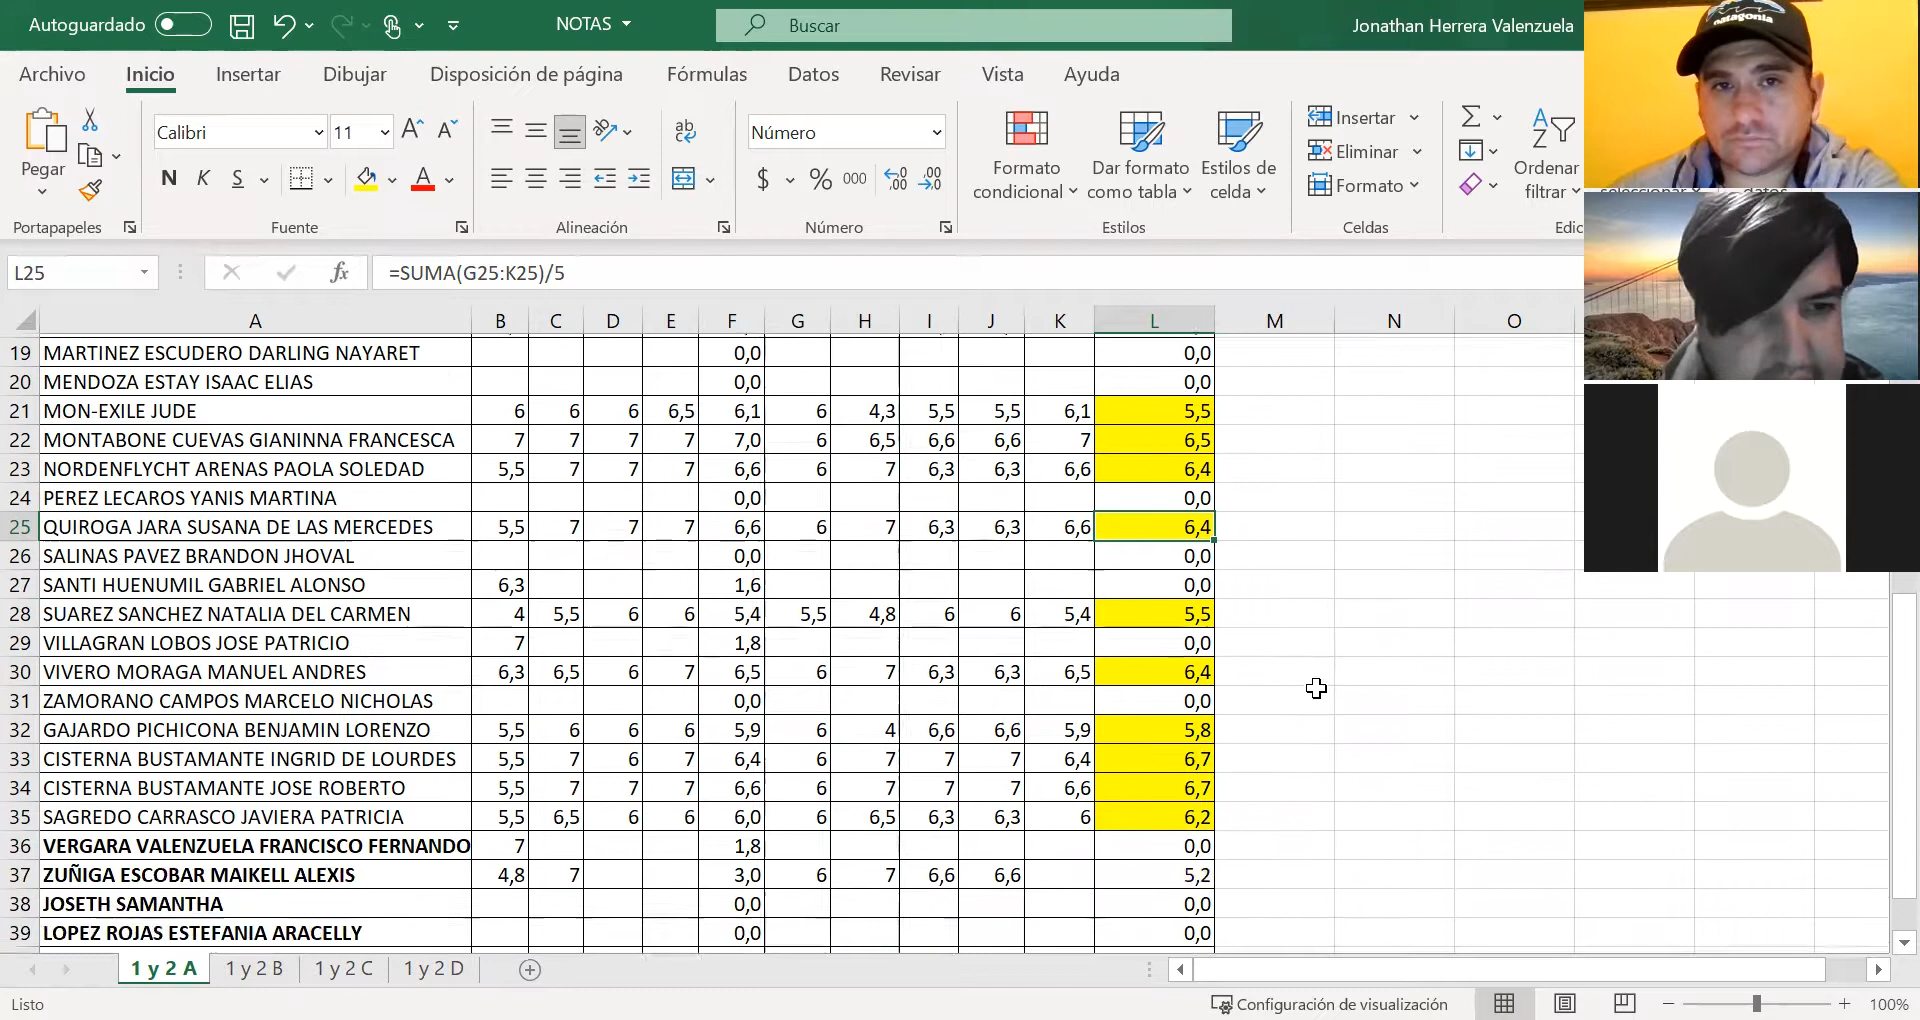 Autoguardado NOTAS Buscar Jonathan Herrera Valenzuela
patagonia
Archivo Inicio Insertar Dibujar Disposición de página Fórmulas Datos Revisar Vista Ayuda
Calibri 11 Número Insertar
Pegar Formato condicional Dar formato como tabla Estilos de celda Eliminar Ordenar filtrar
N K S $ % 000 Formato
Portapapeles Fuente Alineación Número Estilos Celdas Edic
L25 fx =SUMA(G25:K25)/5
A B C D E F G H I J K L M N O
19 MARTINEZ ESCUDERO DARLING NAYARET 0,0 0,0
20 MENDOZA ESTAY ISAAC ELIAS 0,0 0,0
21 MON-EXILE JUDE 6 6 6 6,5 6,1 6 4,3 5,5 5,5 6,1 5,5
22 MONTABONE CUEVAS GIANINNA FRANCESCA 7 7 7 7 7,0 6 6,5 6,6 6,6 7 6,5
23 NORDENFLYCHT ARENAS PAOLA SOLEDAD 5,5 7 7 7 6,6 6 7 6,3 6,3 6,6 6,4
24 PEREZ LECAROS YANIS MARTINA 0,0 0,0
25 QUIROGA JARA SUSANA DE LAS MERCEDES 5,5 7 7 7 6,6 6 7 6,3 6,3 6,6 6,4
26 SALINAS PAVEZ BRANDON JHOVAL 0,0 0,0
27 SANTI HUENUMIL GABRIEL ALONSO 6,3 1,6 0,0
28 SUAREZ SANCHEZ NATALIA DEL CARMEN 4 5,5 6 6 5,4 5,5 4,8 6 6 5,4 5,5
29 VILLAGRAN LOBOS JOSE PATRICIO 7 1,8 0,0
30 VIVERO MORAGA MANUEL ANDRES 6,3 6,5 6 7 6,5 6 7 6,3 6,3 6,5 6,4
31 ZAMORANO CAMPOS MARCELO NICHOLAS 0,0 0,0
32 GAJARDO PICHICONA BENJAMIN LORENZO 5,5 6 6 6 5,9 6 4 6,6 6,6 5,9 5,8
33 CISTERNA BUSTAMANTE INGRID DE LOURDES 5,5 7 6 7 6,4 6 7 7 7 6,4 6,7
34 CISTERNA BUSTAMANTE JOSE ROBERTO 5,5 7 7 7 6,6 6 7 7 7 6,6 6,7
35 SAGREDO CARRASCO JAVIERA PATRICIA 5,5 6,5 6 6 6,0 6 6,5 6,3 6,3 6 6,2
36 VERGARA VALENZUELA FRANCISCO FERNANDO 7 1,8 0,0
37 ZUÑIGA ESCOBAR MAIKELL ALEXIS 4,8 7 3,0 6 7 6,6 6,6 5,2
38 JOSETH SAMANTHA 0,0 0,0
39 LOPEZ ROJAS ESTEFANIA ARACELLY 0,0 0,0
1 y 2 A 1 y 2 B 1 y 2 C 1 y 2 D
Listo Configuración de visualización 100%